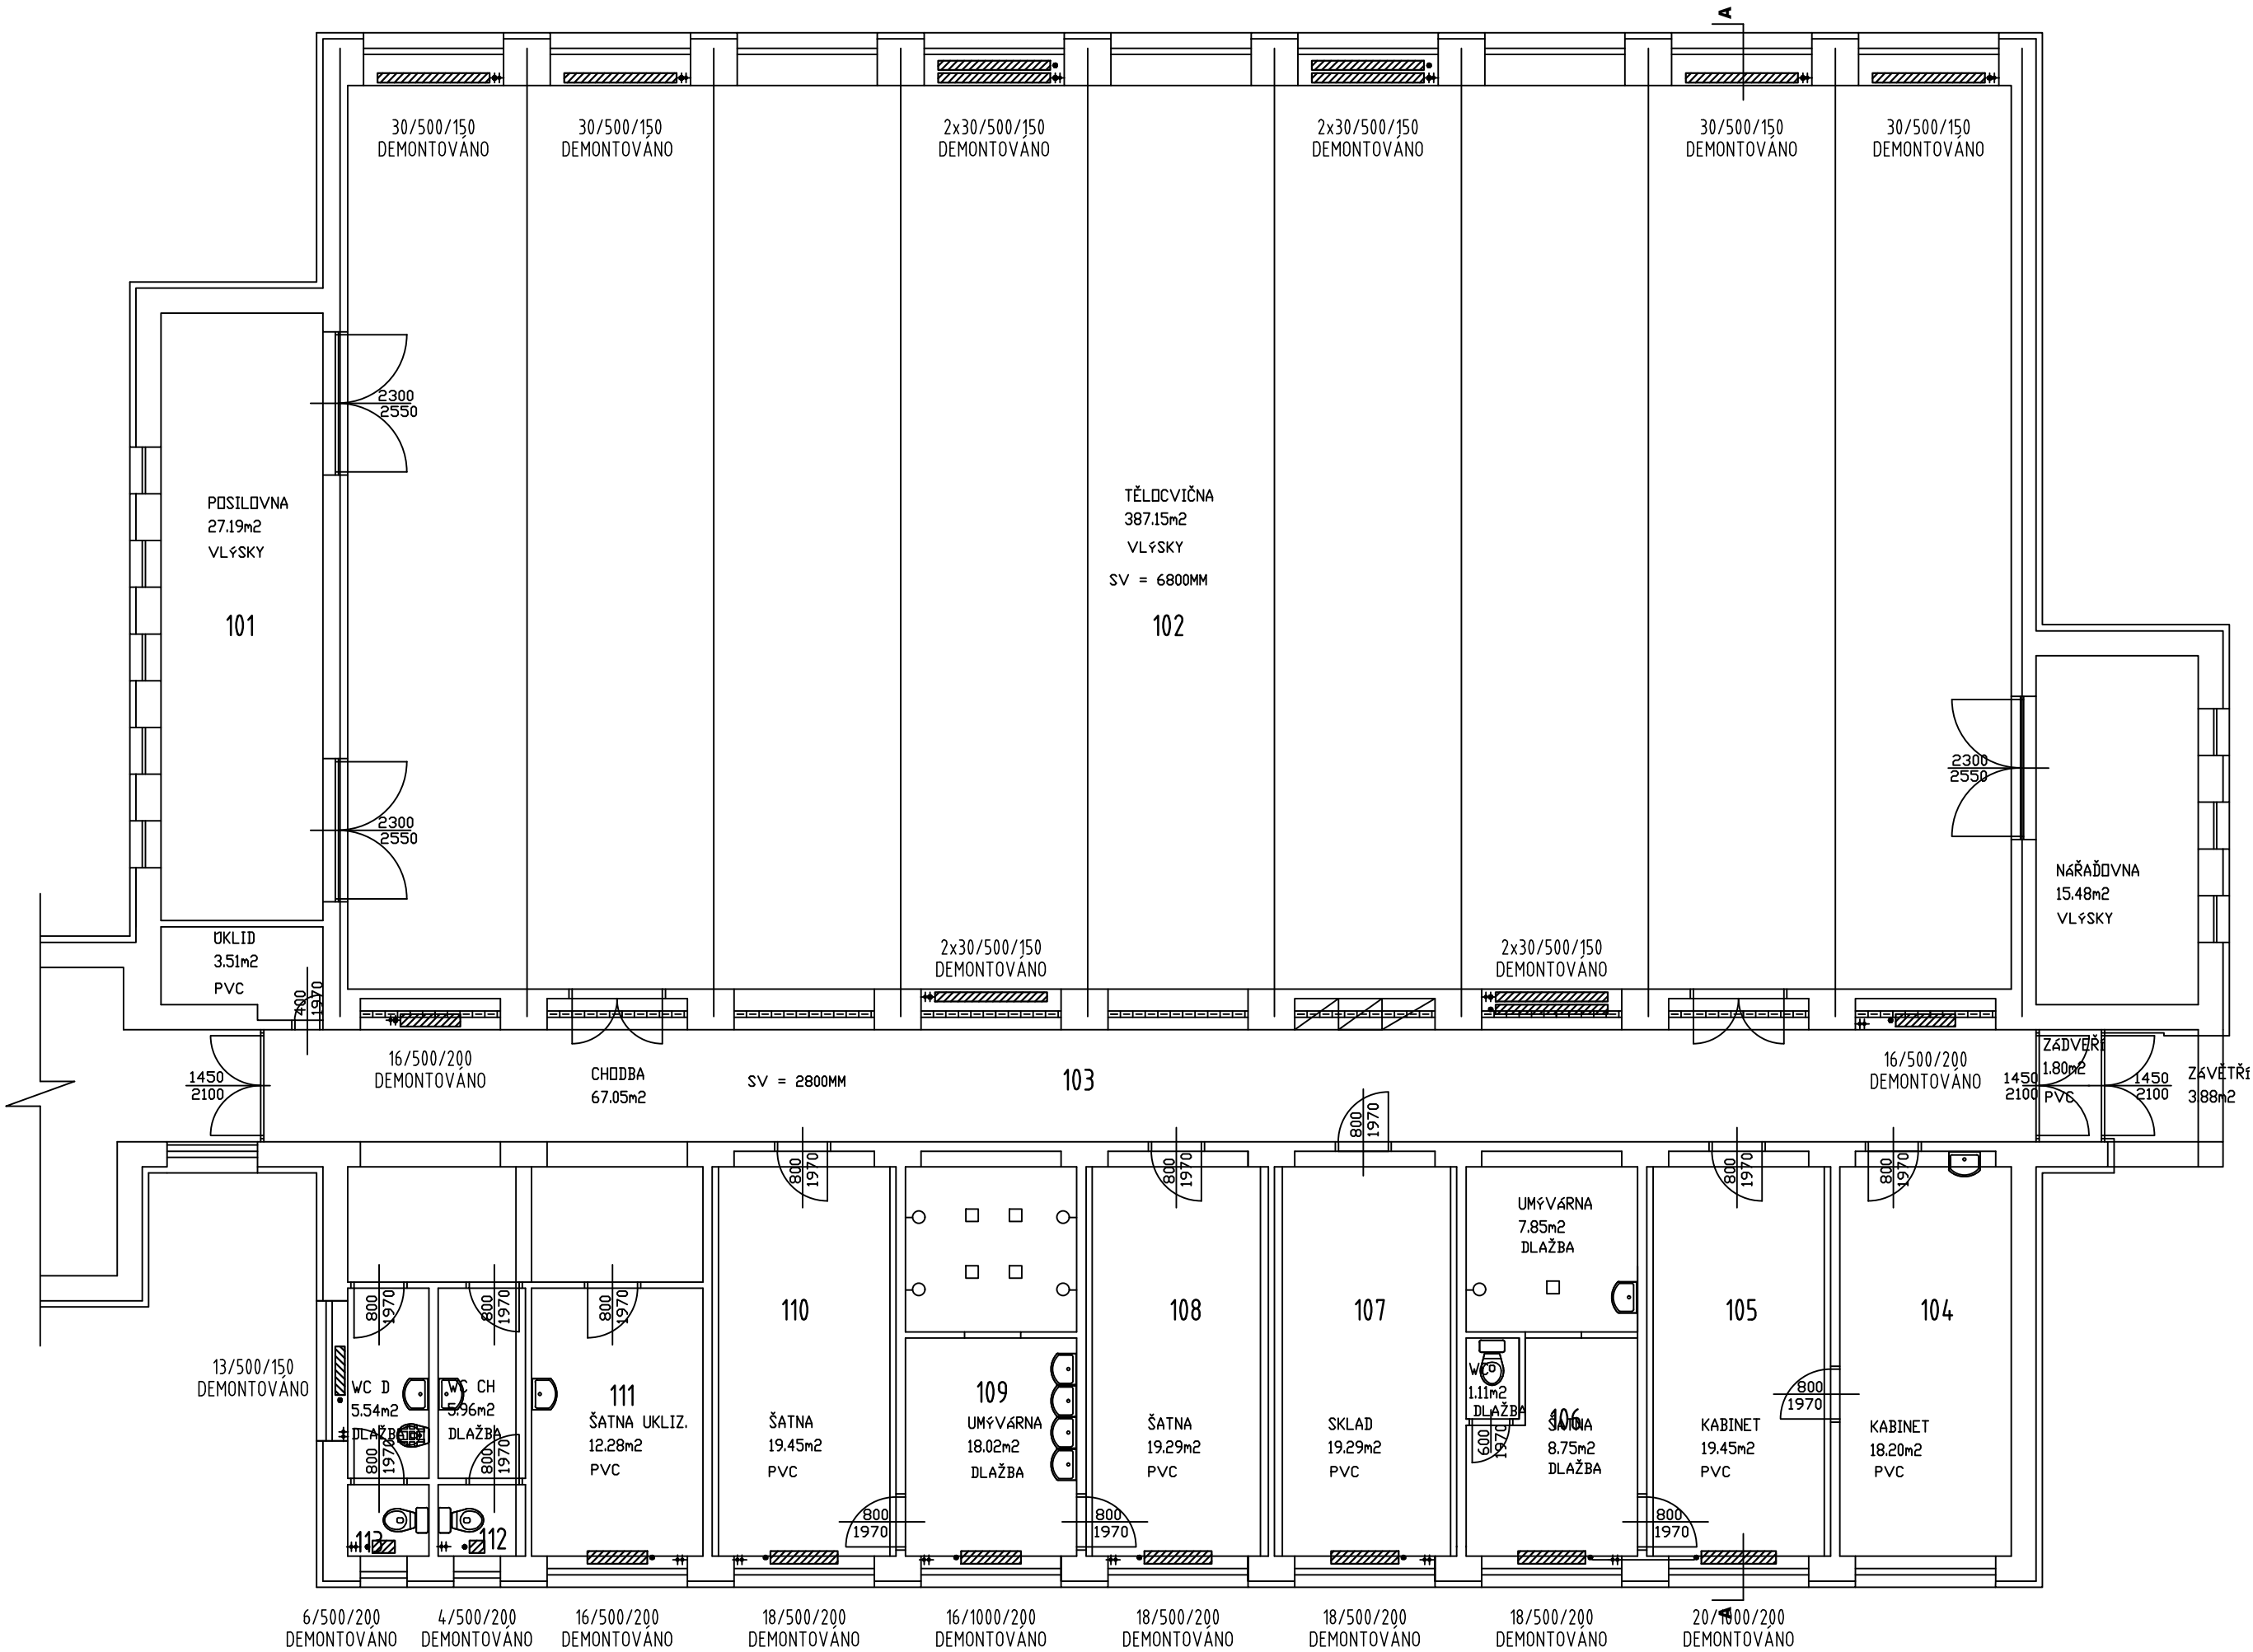 A
30/500/150
DEMONTOVÁNO
30/500/150
DEMONTOVÁNO
2x30/500/150
DEMONTOVÁNO
2x30/500/150
DEMONTOVÁNO
30/500/150
DEMONTOVÁNO
30/500/150
DEMONTOVÁNO
2300
2550
POSILOVNA
27.19m2
VLÝSKY
101
TĚLOCVIČNA
387.15m2
VLÝSKY
SV = 6800MM
102
2300
2550
2300
2550
NÁŘAĎOVNA
15.48m2
VLÝSKY
ÚKLID
3.51m2
PVC
400
1970
2x30/500/150
DEMONTOVÁNO
2x30/500/150
DEMONTOVÁNO
1450
2100
16/500/200
DEMONTOVÁNO
CHODBA
67.05m2
SV = 2800MM
103
16/500/200
DEMONTOVÁNO
ZÁDVEŘÍ
1.80m2
PVC
1450
2100
1450
2100
ZÁVĚTŘÍ
3.88m2
800
1970
800
1970
800
1970
800
1970
800
1970
800
1970
UMÝVÁRNA
7.85m2
DLAŽBA
800
1970
800
1970
800
1970
110
108
107
105
104
13/500/150
DEMONTOVÁNO
WC D
5.54m2
DLAŽBA
WC CH
5.96m2
DLAŽBA
111
ŠATNA UKLIZ.
12.28m2
PVC
ŠATNA
19.45m2
PVC
109
UMÝVÁRNA
18.02m2
DLAŽBA
ŠATNA
19.29m2
PVC
SKLAD
19.29m2
PVC
WC
1.11m2
DLAŽBA
600
1970
106
ŠATNA
8.75m2
DLAŽBA
KABINET
19.45m2
PVC
800
1970
KABINET
18.20m2
PVC
800
1970
800
1970
800
1970
800
1970
800
1970
113
112
6/500/200
DEMONTOVÁNO
4/500/200
DEMONTOVÁNO
16/500/200
DEMONTOVÁNO
18/500/200
DEMONTOVÁNO
16/1000/200
DEMONTOVÁNO
18/500/200
DEMONTOVÁNO
18/500/200
DEMONTOVÁNO
18/500/200
DEMONTOVÁNO
20/1000/200
DEMONTOVÁNO
A